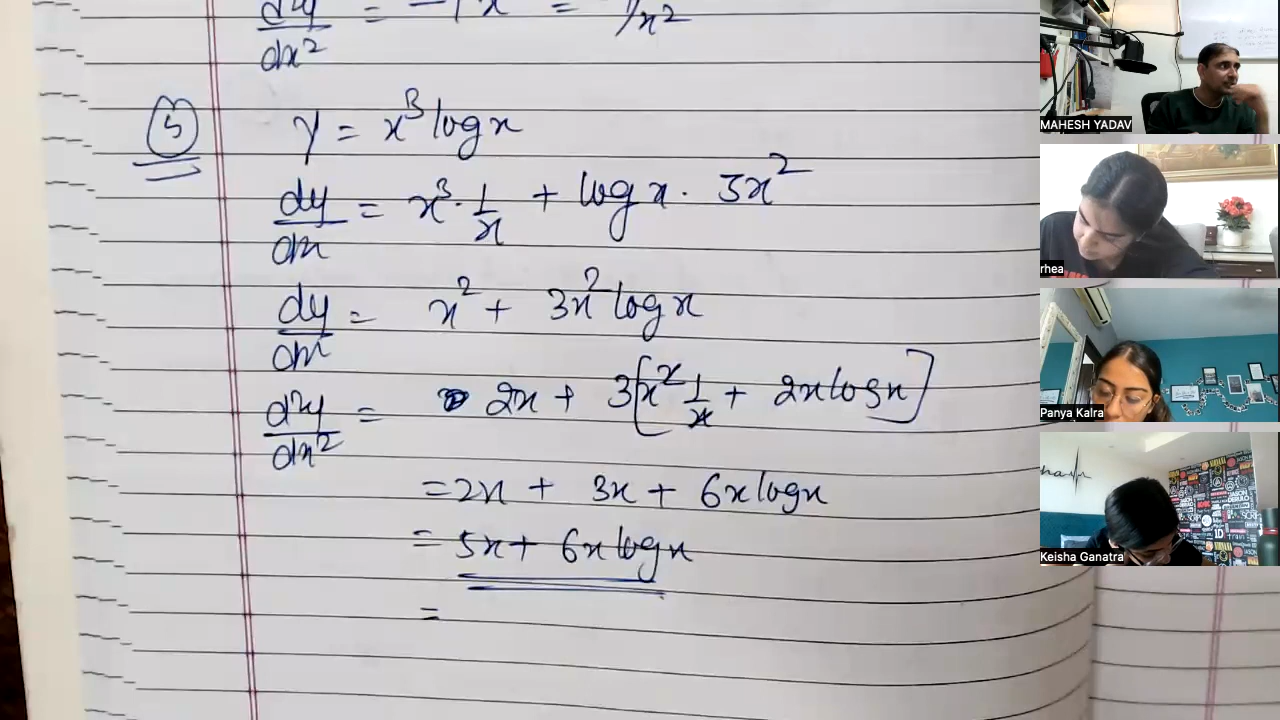 d²y/dx² = -1/x = 1/x²
5 y = x³ log x
dy/dx = x³ · 1/x + log x · 3x²
dy/dx = x² + 3x² log x
d²y/dx² = 2x + 3[x² 1/x + 2x log x]
= 2x + 3x + 6x log x
= 5x + 6x log x
=
MAHESH YADAV
rhea
Panya Kalra
Keisha Ganatra